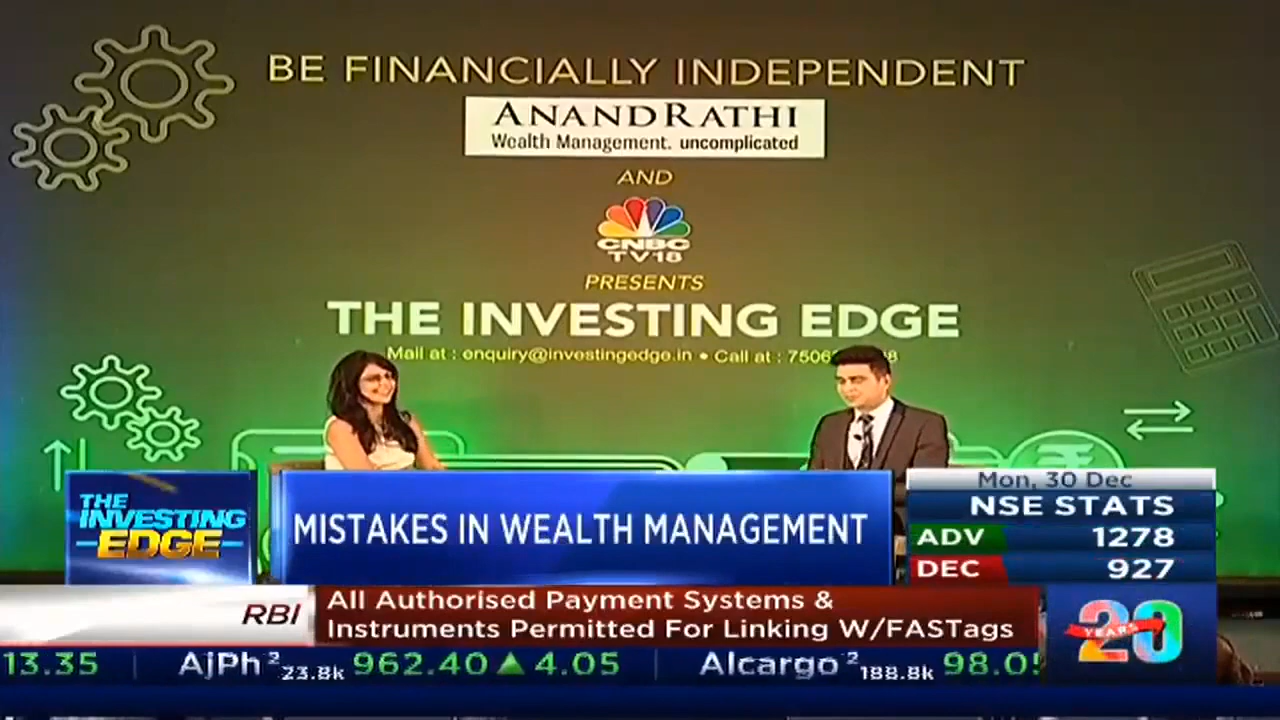 BE FINANCIALLY INDEPENDENT
ANANDRATHI
Wealth Management. uncomplicated
AND
CNBC
TV18
PRESENTS
THE INVESTING EDGE
Mail at : enquiry@investingedge.in • Call at :
THE
INVESTING
EDGE
MISTAKES IN WEALTH MANAGEMENT
Mon, 30 Dec
NSE STATS
ADV 1278
DEC 927
RBI
All Authorised Payment Systems &
Instruments Permitted For Linking W/FASTags
20
YEARS
13.35 AjPh 2 23.8k 962.40 ▲ 4.05 Alcargo 2 188.8k